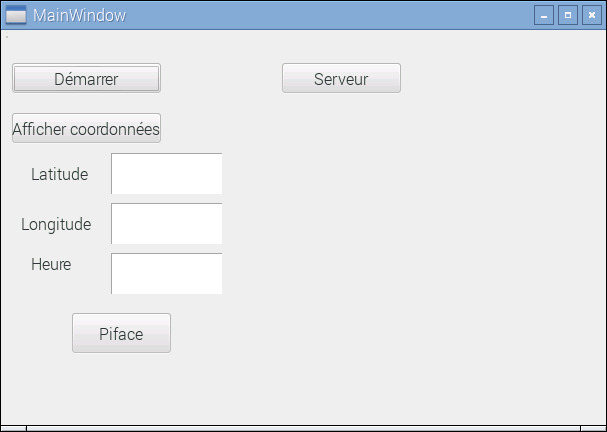 MainWindow
Démarrer
Serveur
Afficher coordonnées
Latitude
Longitude
Heure
Piface